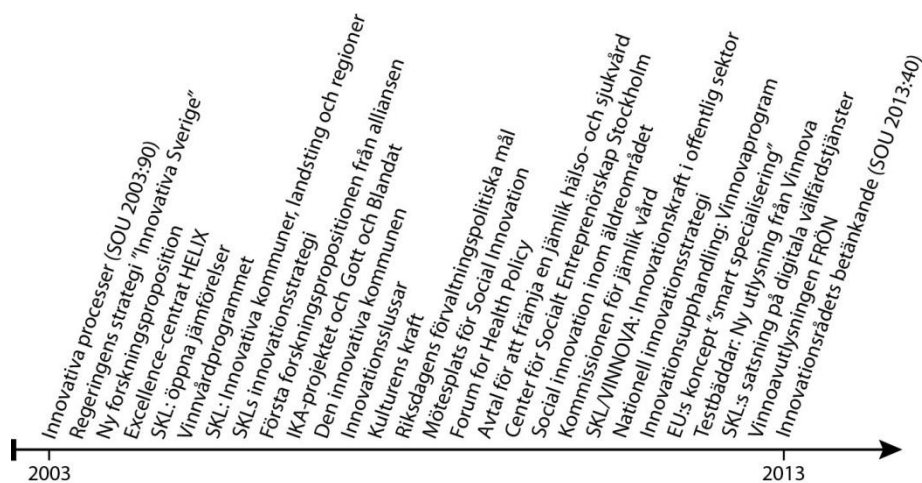 Innovativa processer (SOU 2003:90)
Regeringens strategi ”Innovativa Sverige”
Ny forskningsproposition
Excellence-centrat HELIX
SKL: öppna jämförelser
Vinnvårdprogrammet
SKL: Innovativa kommuner, landsting och regioner
SKLs innovationsstrategi
Första forskningspropositionen från alliansen
IKA-projektet och Gott och Blandat
Den innovativa kommunen
Innovationslussar
Kulturens kraft
Riksdagens förvaltningspolitiska mål
Mötesplats för Social Innovation
Forum for Health Policy
Avtal för att främja en jämlik hälso- och sjukvård
Center för Socialt Entreprenörskap Stockholm
Social innovation inom äldreområdet
Kommissionen för jämlik vård
SKL/VINNOVA: Innovationskraft i offentlig sektor
Nationell innovationsstrategi
Innovationsupphandling: Vinnovaprogram
EU:s koncept ”smart specialisering”
Testbäddar: Ny utlysning från Vinnova
SKL:s satsning på digitala välfärdstjänster
Vinnovautlysningen FRÖN
Innovationsrådets betänkande (SOU 2013:40)
2003
2013